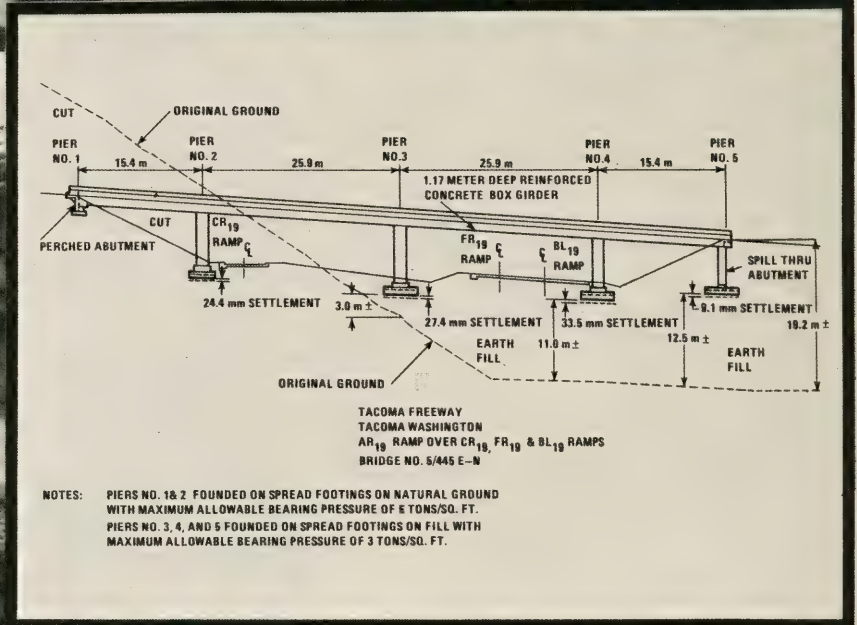 CUT
ORIGINAL GROUND
PIER NO. 1
15.4 m
PIER NO. 2
25.9 m
PIER NO.3
25.9 m
PIER NO.4
15.4 m
PIER NO. 5
1.17 METER DEEP REINFORCED
CONCRETE BOX GIRDER
CUT
CR19 RAMP
℄
FR19 RAMP
℄
℄
BL19 RAMP
PERCHED ABUTMENT
SPILL THRU
ABUTMENT
24.4 mm SETTLEMENT
3.0 m ±
27.4 mm SETTLEMENT
33.5 mm SETTLEMENT
9.1 mm SETTLEMENT
19.2 m ±
EARTH
FILL
11.0 m ±
12.5 m ±
EARTH
FILL
ORIGINAL GROUND
TACOMA FREEWAY
TACOMA WASHINGTON
AR19 RAMP OVER CR19, FR19 & BL19 RAMPS
BRIDGE NO. 5/445 E-N
NOTES: PIERS NO. 1& 2 FOUNDED ON SPREAD FOOTINGS ON NATURAL GROUND
WITH MAXIMUM ALLOWABLE BEARING PRESSURE OF TONS/SQ. FT.
PIERS NO. 3, 4, AND 5 FOUNDED ON SPREAD FOOTINGS ON FILL WITH
MAXIMUM ALLOWABLE BEARING PRESSURE OF 3 TONS/SQ. FT.